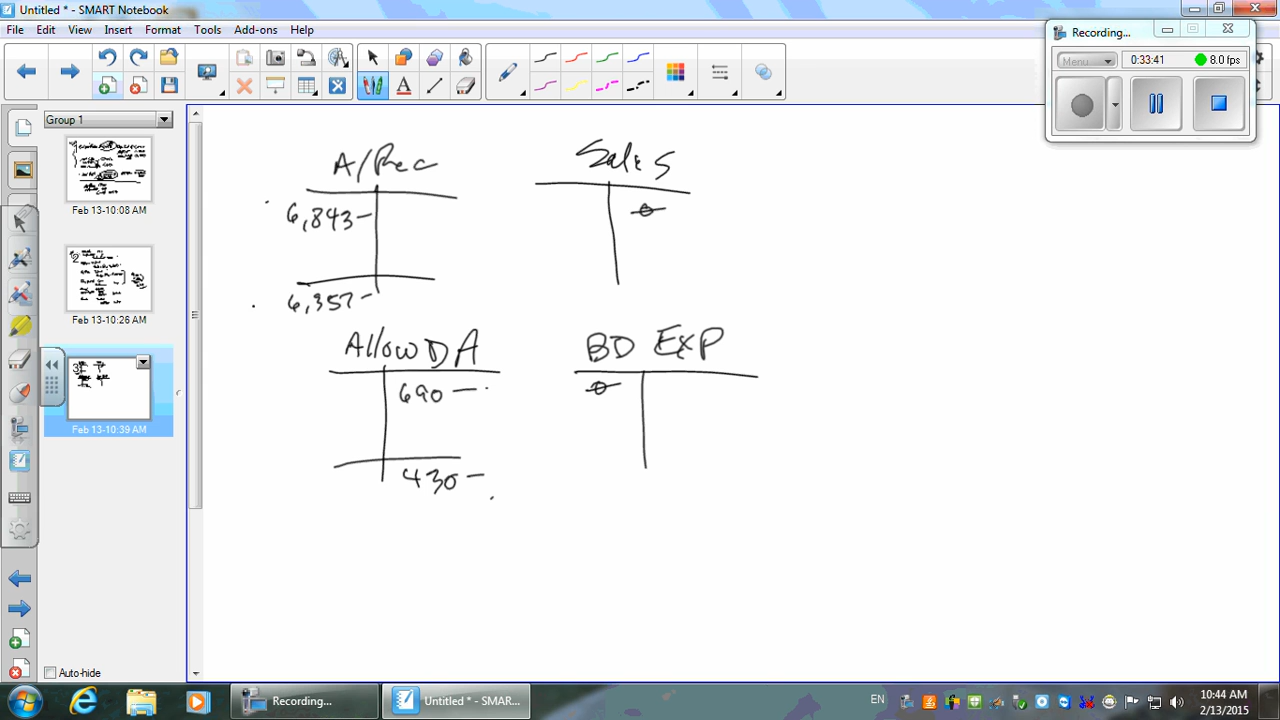 Untitled * - SMART Notebook
File Edit View Insert Format Tools Add-ons Help
Recording...
Menu
0:33:41
8.0 fps
Group 1
Feb 13-10:08 AM
Feb 13-10:26 AM
Feb 13-10:39 AM
A/Rec
Sales
6,843 -
0
6,357 -
Allow DA
BD EXP
690 -
0
430 -
Auto-hide
Recording...
Untitled * - SMAR...
EN
10:44 AM
2/13/2015